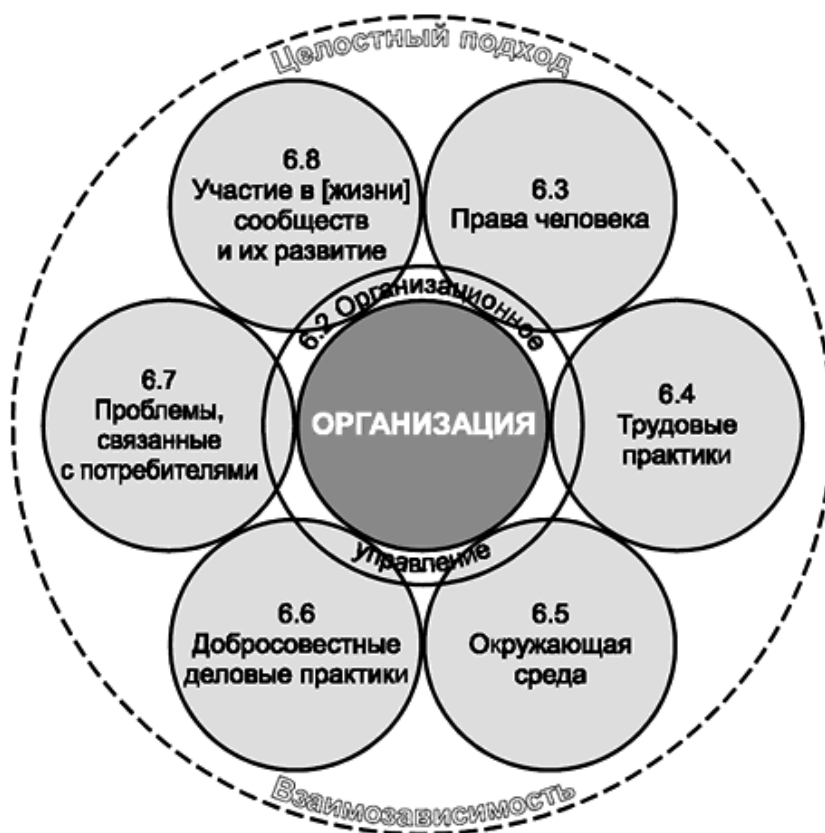 Целостный подход
6.8
Участие в [жизни]
сообществ
и их развитие
6.3
Права человека
6.2 Организационное
управление
ОРГАНИЗАЦИЯ
6.7
Проблемы,
связанные
с потребителями
6.4
Трудовые
практики
6.6
Добросовестные
деловые практики
6.5
Окружающая
среда
Взаимозависимость